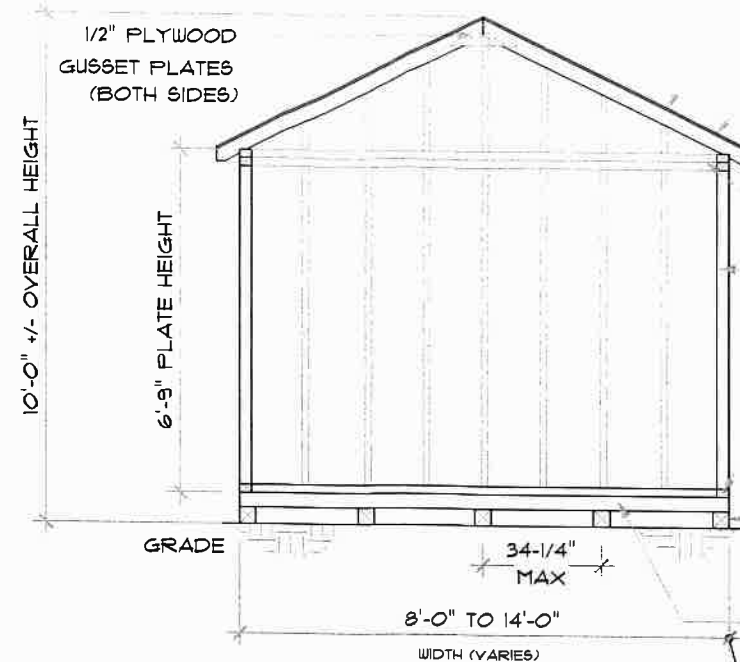 1/2" PLYWOOD
GUSSET PLATES
(BOTH SIDES)
10'-0" +/- OVERALL HEIGHT
6'-9" PLATE HEIGHT
GRADE
34-1/4"
MAX
8'-0" TO 14'-0"
WIDTH (VARIES)